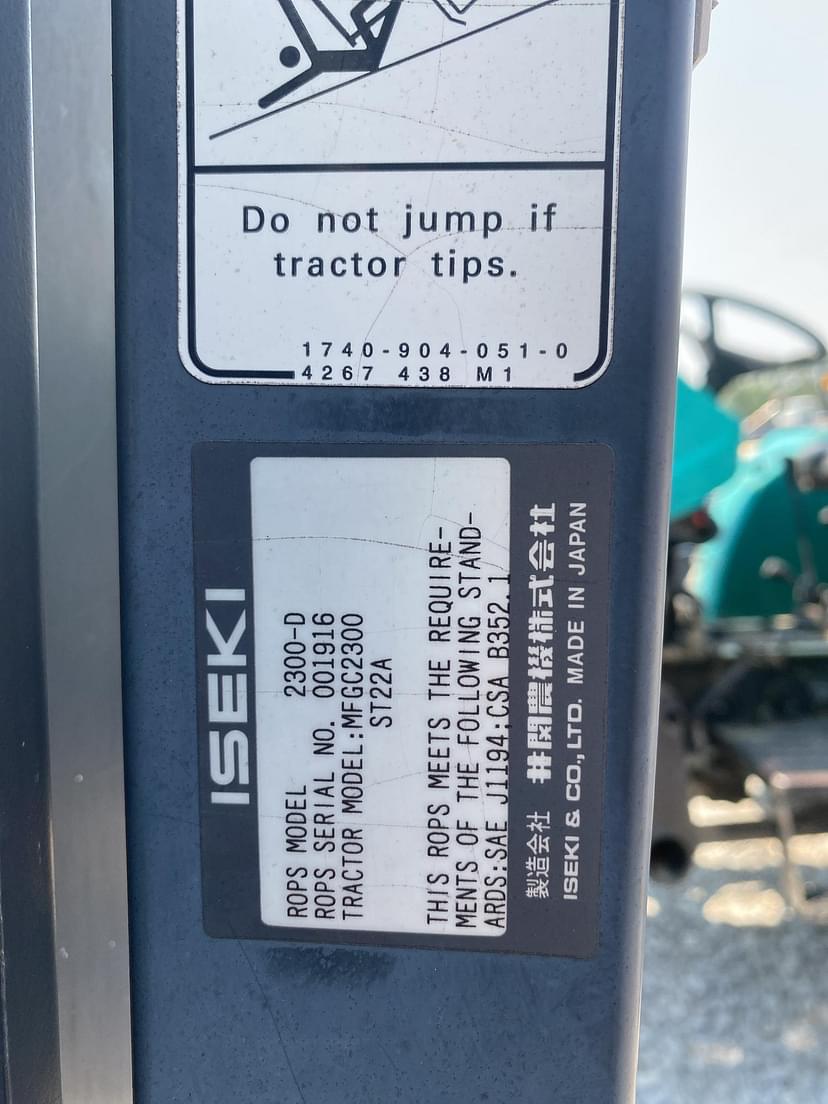 Do not jump if
tractor tips.
1740-904-051-0
4267 438 M1
ISEKI
ROPS MODEL 2300-D
ROPS SERIAL NO. 001916
TRACTOR MODEL:MFGC2300
ST22A
THIS ROPS MEETS THE REQUIRE-
MENTS OF THE FOLLOWING STAND-
ARDS:SAE J1194;CSA B352.1
製造会社 井関農機株式会社
ISEKI & CO., LTD. MADE IN JAPAN